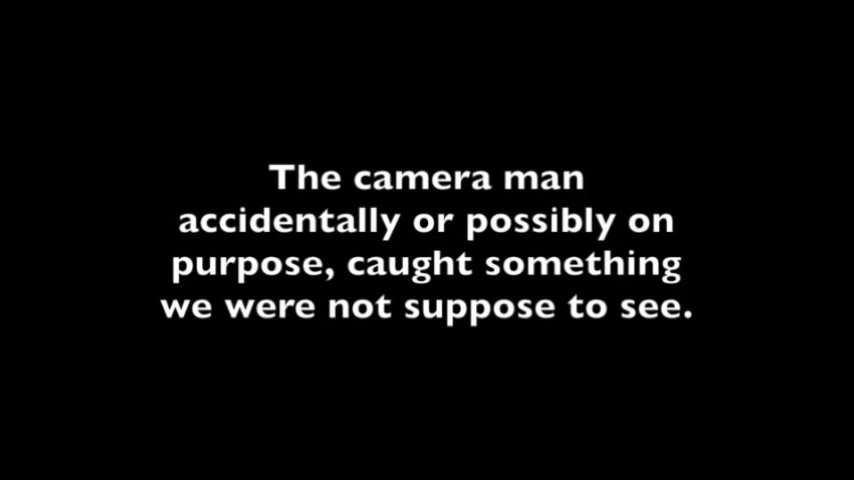 The camera man
accidentally or possibly on
purpose, caught something
we were not suppose to see.